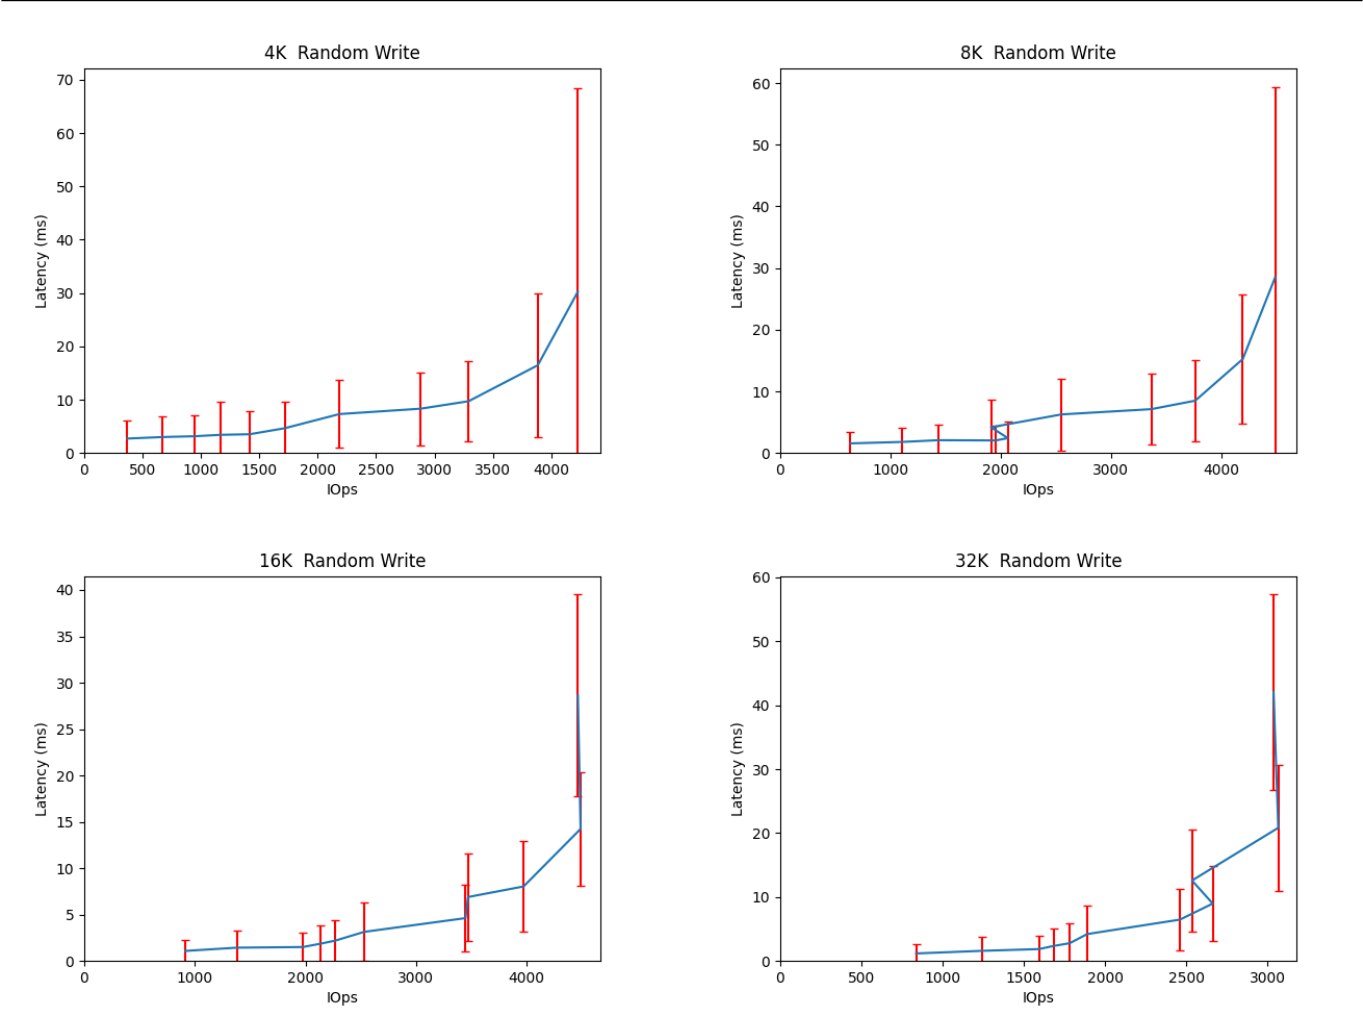 4K  Random Write
70
60
50
40
30
20
10
0
Latency (ms)
0 500 1000 1500 2000 2500 3000 3500 4000
IOps
8K  Random Write
60
50
40
30
20
10
0
Latency (ms)
0 1000 2000 3000 4000
IOps
16K  Random Write
40
35
30
25
20
15
10
5
0
Latency (ms)
0 1000 2000 3000 4000
IOps
32K  Random Write
60
50
40
30
20
10
0
Latency (ms)
0 500 1000 1500 2000 2500 3000
IOps